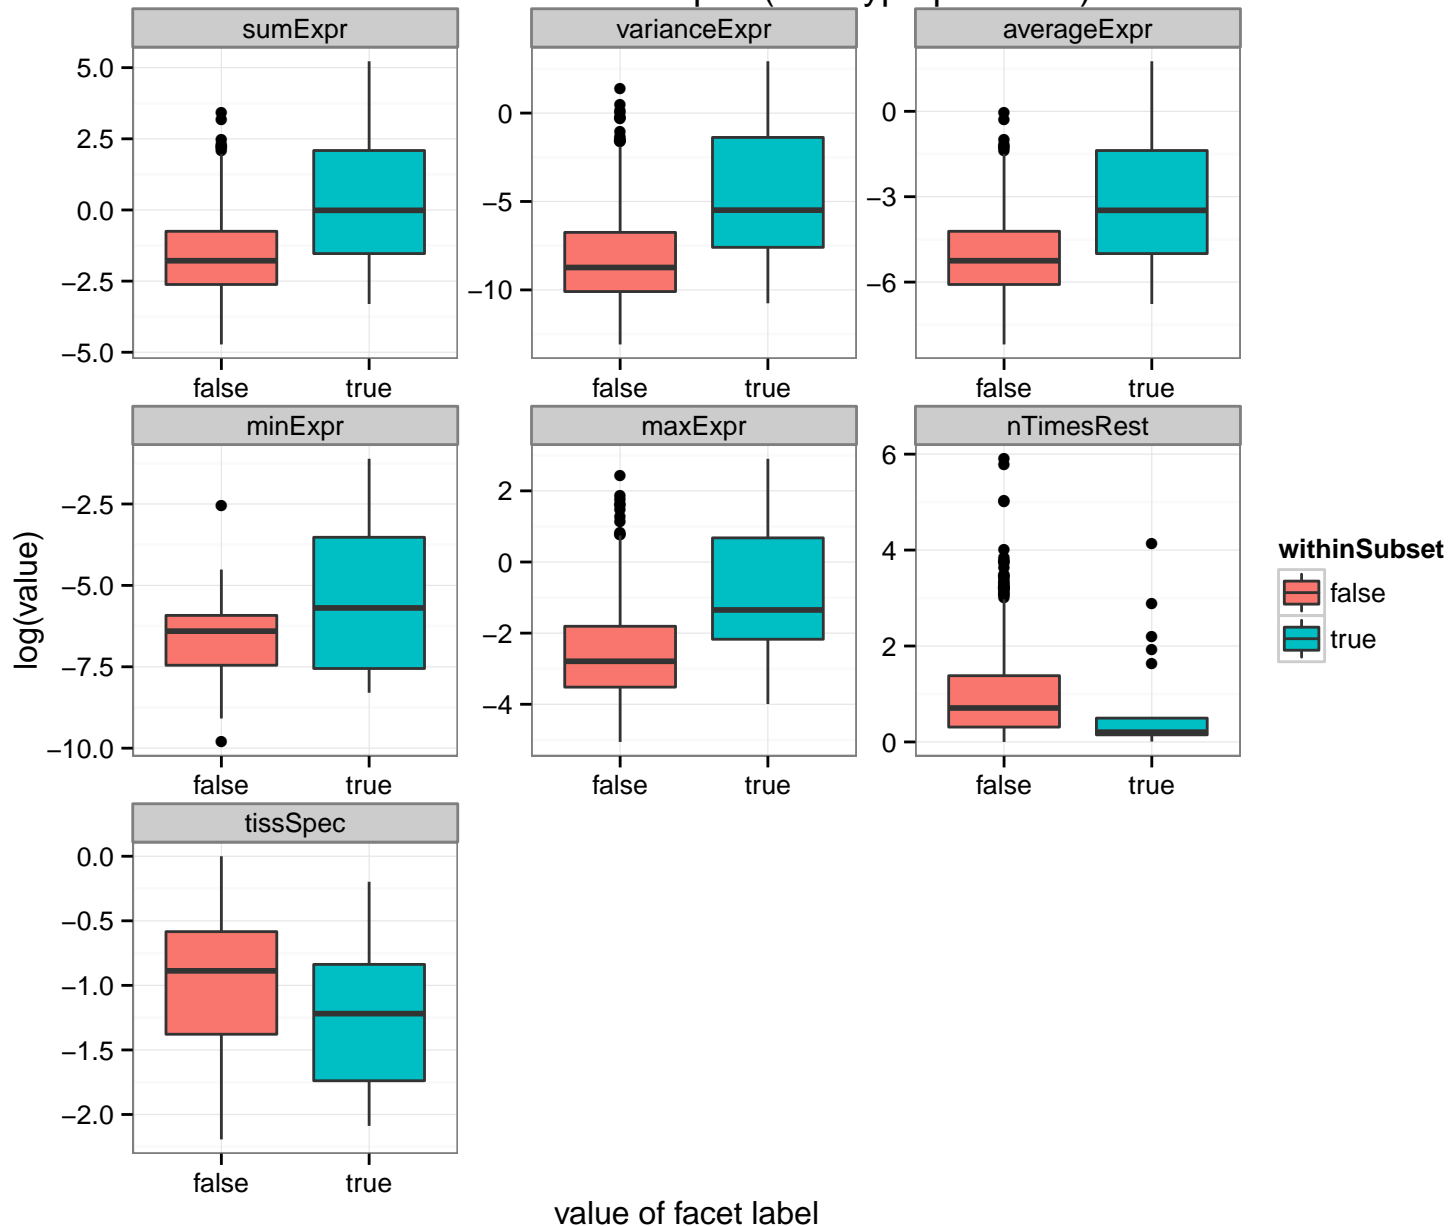 sumExpr varianceExpr averageExpr
5.0
2.5
0.0
−2.5
−5.0
0
−5
−10
0
−3
−6
false true false true false true
minExpr maxExpr nTimesRest
−2.5
−5.0
−7.5
−10.0
2
0
−2
−4
6
4
2
0
false true false true false true
tissSpec
0.0
−0.5
−1.0
−1.5
−2.0
false true
log(value)
value of facet label
withinSubset
false
true